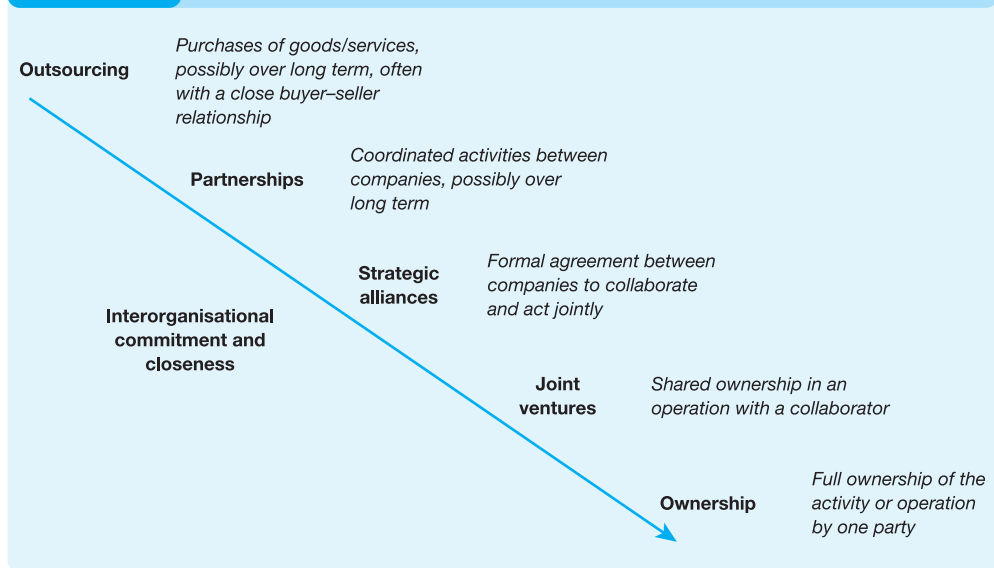 Outsourcing
Purchases of goods/services,
possibly over long term, often
with a close buyer–seller
relationship
Partnerships
Coordinated activities between
companies, possibly over
long term
Strategic
alliances
Formal agreement between
companies to collaborate
and act jointly
Interorganisational
commitment and
closeness
Joint
ventures
Shared ownership in an
operation with a collaborator
Ownership
Full ownership of the
activity or operation
by one party